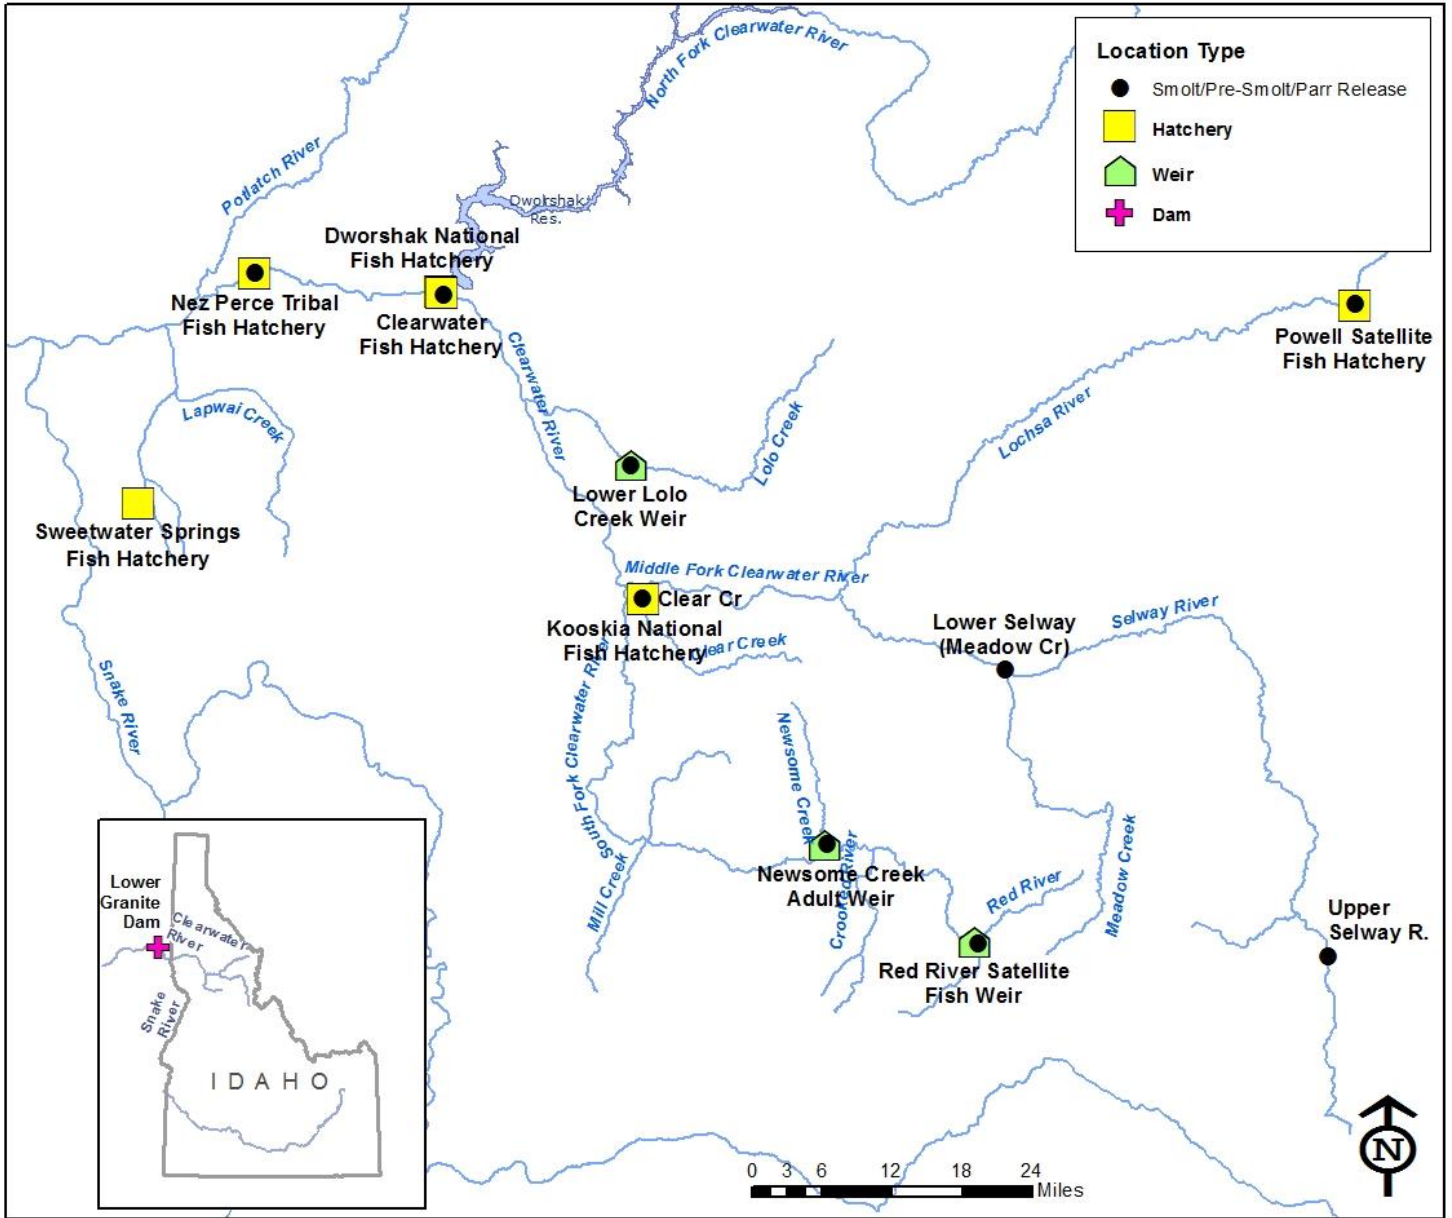 North Fork Clearwater River
Location Type
Smolt/Pre-Smolt/Parr Release
Hatchery
Weir
Dam
Potlatch River
Dworshak
Res.
Dworshak National
Fish Hatchery
Nez Perce Tribal
Fish Hatchery
Clearwater
Fish Hatchery
Powell Satellite
Fish Hatchery
Clearwater River
Lapwai Creek
Lolo Creek
Lochsa River
Lower Lolo
Creek Weir
Sweetwater Springs
Fish Hatchery
Middle Fork Clearwater River
Clear Cr
Kooskia National
Fish Hatchery
Clear Creek
Lower Selway
(Meadow Cr)
Selway River
Snake River
South Fork Clearwater River
Newsome Creek
Mill Creek
Newsome Creek
Adult Weir
Crooked River
Red River
Meadow Creek
Red River Satellite
Fish Weir
Upper
Selway R.
Lower
Granite
Dam
Clearwater
River
Snake
River
IDAHO
0 3 6 12 18 24
Miles
N